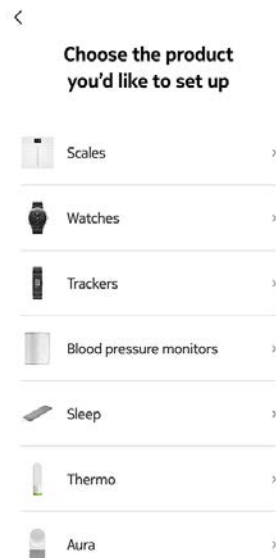 Choose the product
you'd like to set up
Scales
Watches
Trackers
Blood pressure monitors
Sleep
Thermo
Aura